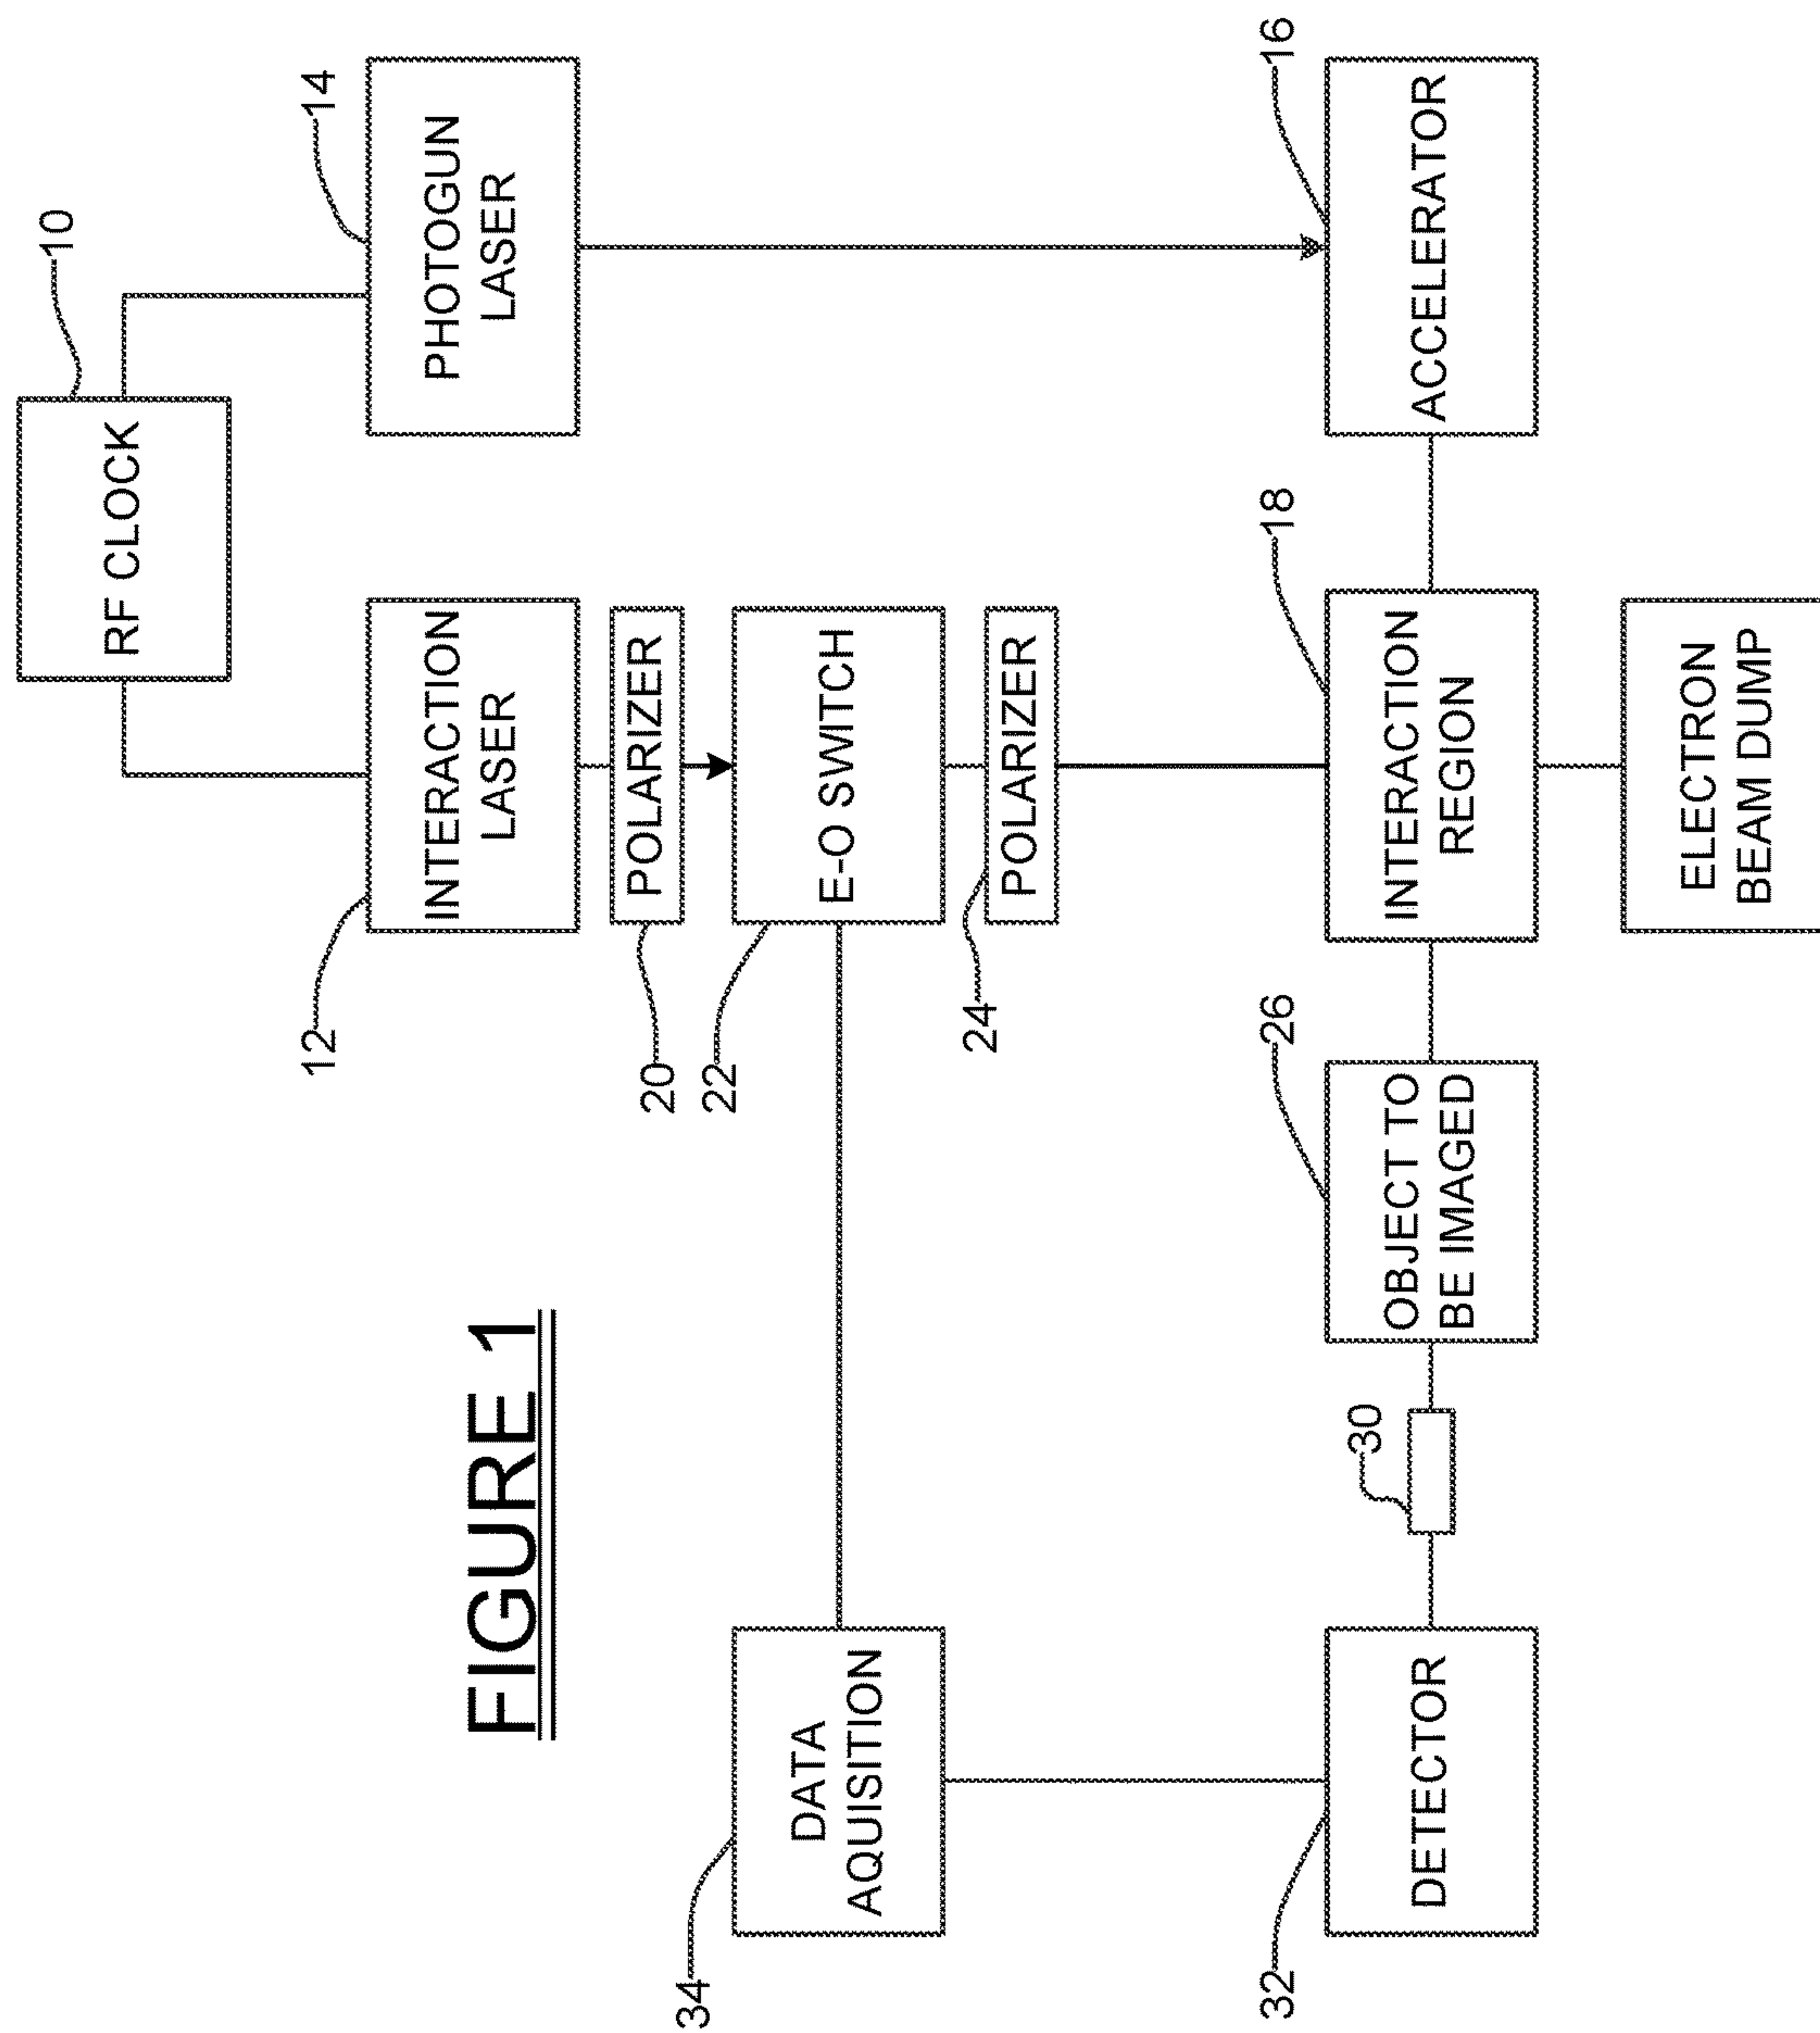 FIGURE 1
10
RF CLOCK
12
INTERACTION
LASER
14
PHOTOGUN
LASER
20
POLARIZER
22
E-O SWITCH
24
POLARIZER
34
DATA
AQUISITION
32
DETECTOR
30
26
OBJECT TO
BE IMAGED
18
INTERACTION
REGION
16
ACCELERATOR
ELECTRON
BEAM DUMP